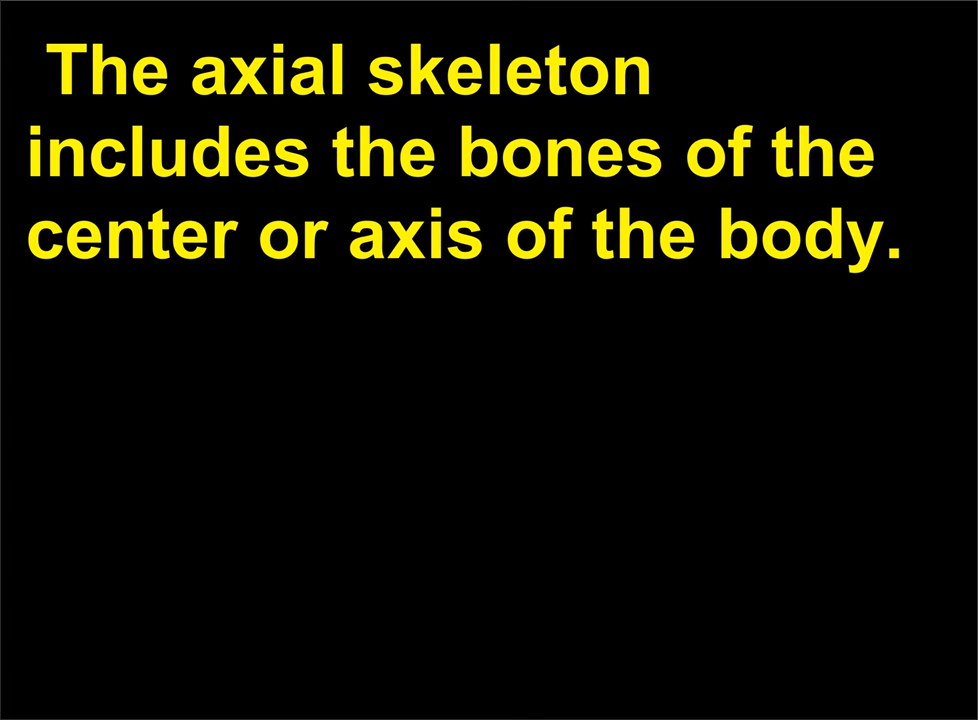 The axial skeleton
includes the bones of the
center or axis of the body.